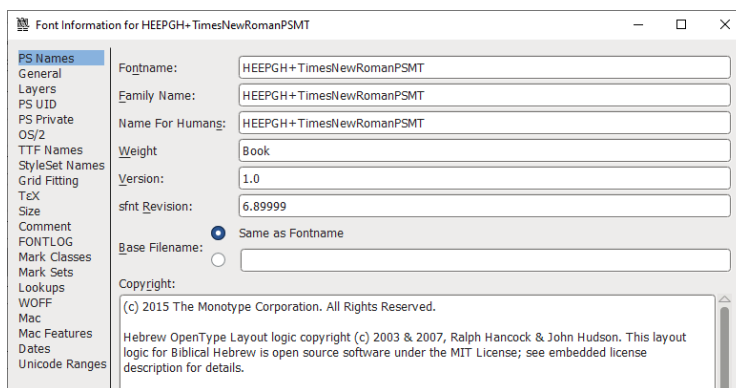 Font Information for HEEPGH+TimesNewRomanPSMT
PS Names
General
Layers
PS UID
PS Private
OS/2
TTF Names
StyleSet Names
Grid Fitting
TεX
Size
Comment
FONTLOG
Mark Classes
Mark Sets
Lookups
WOFF
Mac
Mac Features
Dates
Unicode Ranges
Fontname: HEEPGH+TimesNewRomanPSMT
Family Name: HEEPGH+TimesNewRomanPSMT
Name For Humans: HEEPGH+TimesNewRomanPSMT
Weight Book
Version: 1.0
sfnt Revision: 6.89999
Base Filename: Same as Fontname
Copyright:
(c) 2015 The Monotype Corporation. All Rights Reserved.
Hebrew OpenType Layout logic copyright (c) 2003 & 2007, Ralph Hancock & John Hudson. This layout
logic for Biblical Hebrew is open source software under the MIT License; see embedded license
description for details.